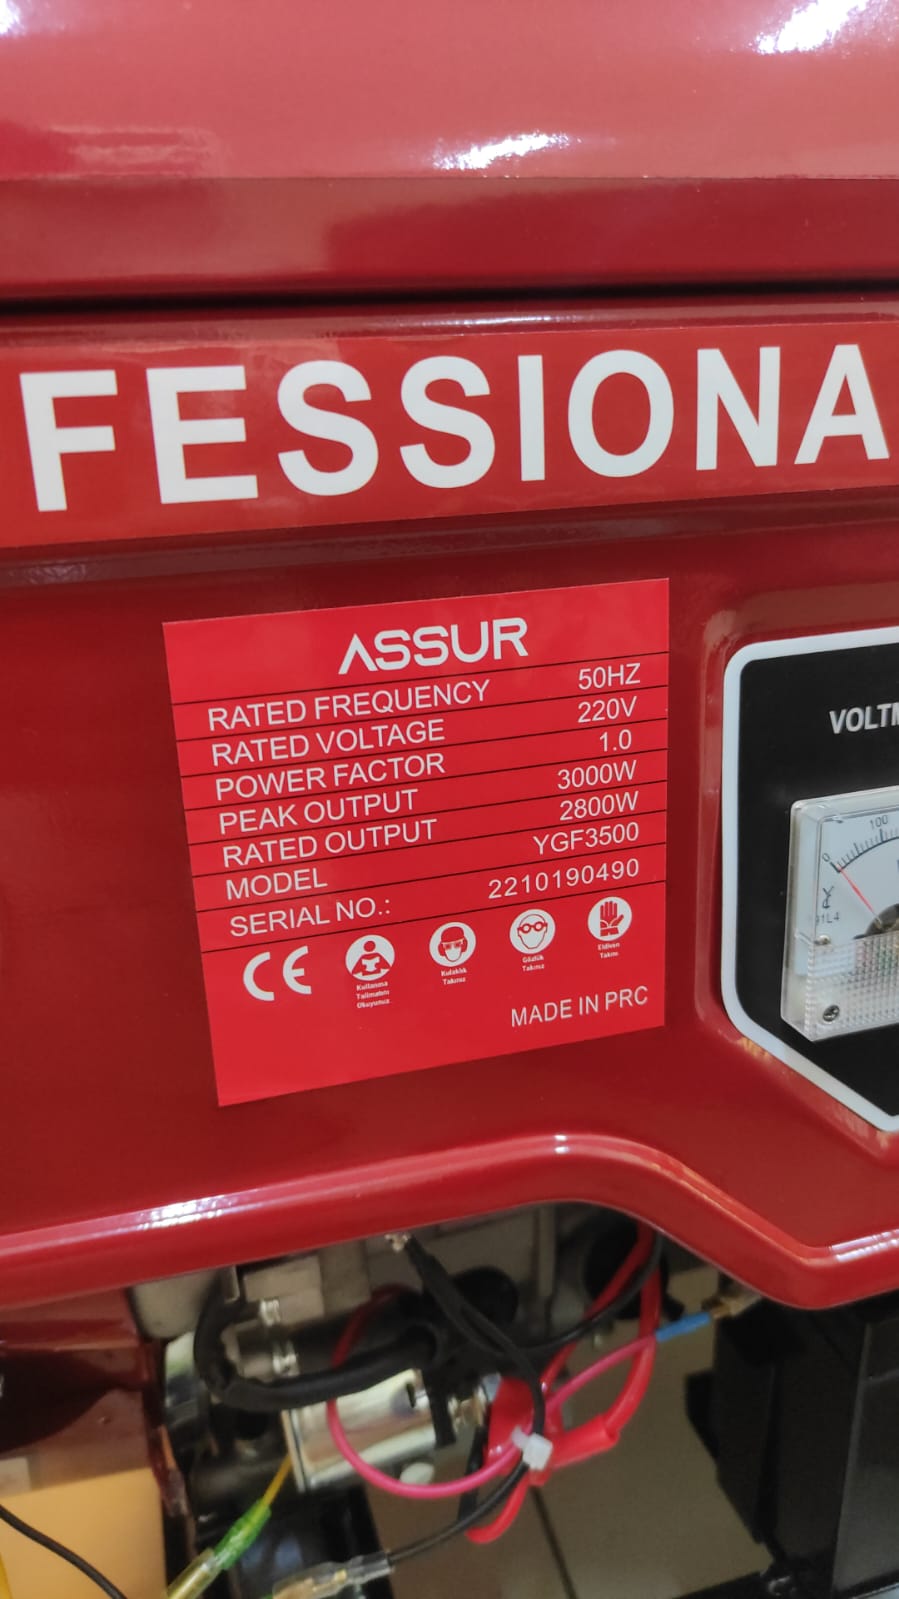 FESSIONA
ASSUR
RATED FREQUENCY 50HZ
RATED VOLTAGE 220V
POWER FACTOR 1.0
PEAK OUTPUT 3000W
RATED OUTPUT 2800W
MODEL YGF3500
SERIAL NO.: 2210190490
CE
Kullanma
Talimatını
Okuyunuz
Kulaklık
Takınız
Gözlük
Takınız
Eldiven
Takını
MADE IN PRC
VOLTM
0 100
91L4